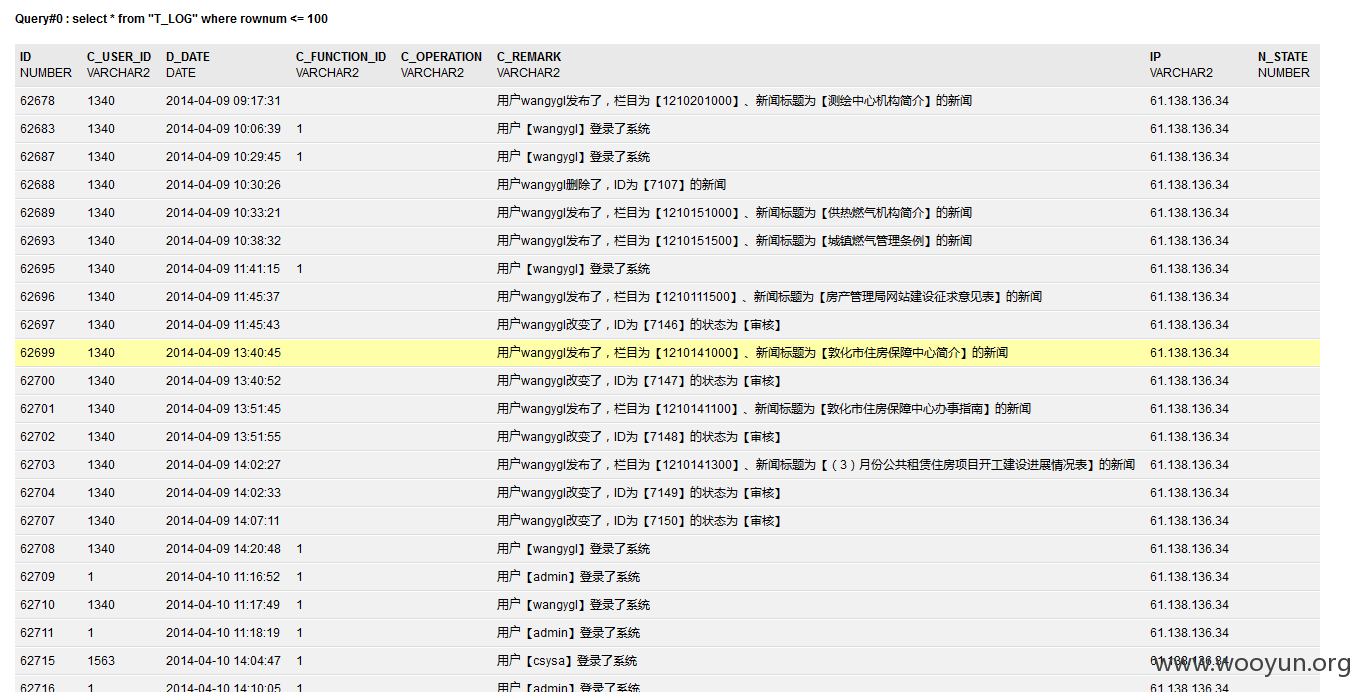 Query#0 : select * from "T_LOG" where rownum <= 100
ID C_USER_ID D_DATE C_FUNCTION_ID C_OPERATION C_REMARK IP N_STATE
NUMBER VARCHAR2 DATE VARCHAR2 VARCHAR2 VARCHAR2 VARCHAR2 NUMBER
62678 1340 2014-04-09 09:17:31 用户wangygl发布了，栏目为【1210201000】、新闻标题为【测绘中心机构简介】的新闻 61.138.136.34
62683 1340 2014-04-09 10:06:39 1 用户【wangygl】登录了系统 61.138.136.34
62687 1340 2014-04-09 10:29:45 1 用户【wangygl】登录了系统 61.138.136.34
62688 1340 2014-04-09 10:30:26 用户wangygl删除了，ID为【7107】的新闻 61.138.136.34
62689 1340 2014-04-09 10:33:21 用户wangygl发布了，栏目为【1210151000】、新闻标题为【供热燃气机构简介】的新闻 61.138.136.34
62693 1340 2014-04-09 10:38:32 用户wangygl发布了，栏目为【1210151500】、新闻标题为【城镇燃气管理条例】的新闻 61.138.136.34
62695 1340 2014-04-09 11:41:15 1 用户【wangygl】登录了系统 61.138.136.34
62696 1340 2014-04-09 11:45:37 用户wangygl发布了，栏目为【1210111500】、新闻标题为【房产管理局网站建设征求意见表】的新闻 61.138.136.34
62697 1340 2014-04-09 11:45:43 用户wangygl改变了，ID为【7146】的状态为【审核】 61.138.136.34
62699 1340 2014-04-09 13:40:45 用户wangygl发布了，栏目为【1210141000】、新闻标题为【敦化市住房保障中心简介】的新闻 61.138.136.34
62700 1340 2014-04-09 13:40:52 用户wangygl改变了，ID为【7147】的状态为【审核】 61.138.136.34
62701 1340 2014-04-09 13:51:45 用户wangygl发布了，栏目为【1210141100】、新闻标题为【敦化市住房保障中心办事指南】的新闻 61.138.136.34
62702 1340 2014-04-09 13:51:55 用户wangygl改变了，ID为【7148】的状态为【审核】 61.138.136.34
62703 1340 2014-04-09 14:02:27 用户wangygl发布了，栏目为【1210141300】、新闻标题为【（3）月份公共租赁住房项目开工建设进展情况表】的新闻 61.138.136.34
62704 1340 2014-04-09 14:02:33 用户wangygl改变了，ID为【7149】的状态为【审核】 61.138.136.34
62707 1340 2014-04-09 14:07:11 用户wangygl改变了，ID为【7150】的状态为【审核】 61.138.136.34
62708 1340 2014-04-09 14:20:48 1 用户【wangygl】登录了系统 61.138.136.34
62709 1 2014-04-10 11:16:52 1 用户【admin】登录了系统 61.138.136.34
62710 1340 2014-04-10 11:17:49 1 用户【wangygl】登录了系统 61.138.136.34
62711 1 2014-04-10 11:18:19 1 用户【admin】登录了系统 61.138.136.34
62715 1563 2014-04-10 14:04:47 1 用户【csysa】登录了系统 61.138.136.34
www.wooyun.org
62716 1 2014-04-10 14:10:05 1 用户【admin】登录了系统 61.138.136.34